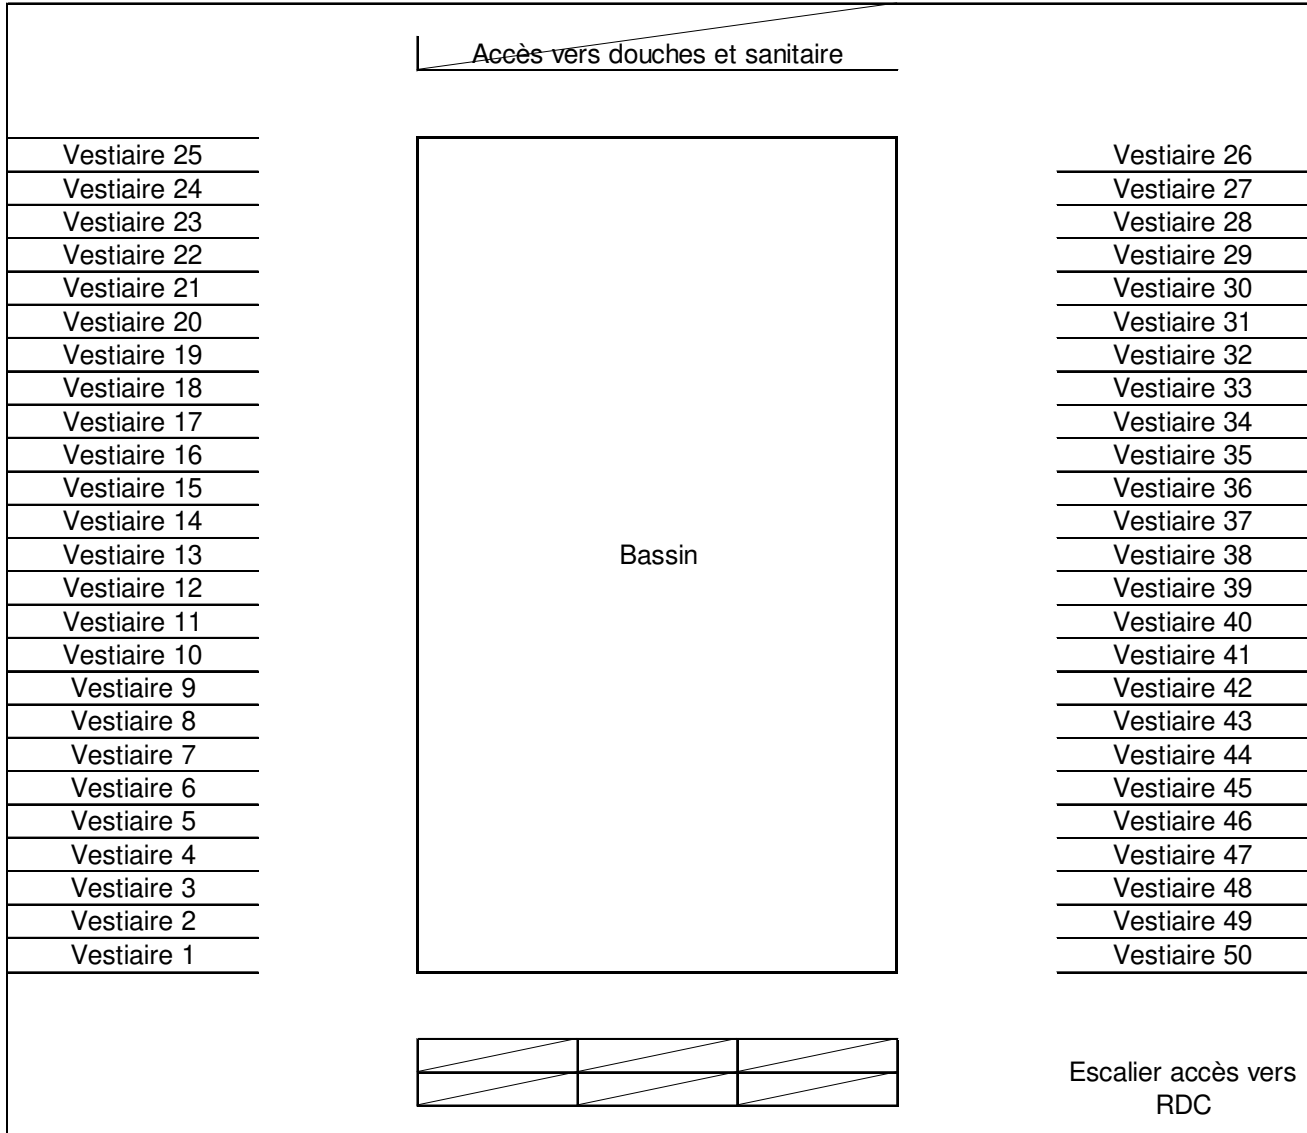 Accès vers douches et sanitaire
Vestiaire 25
Vestiaire 26
Vestiaire 24
Vestiaire 27
Vestiaire 23
Vestiaire 28
Vestiaire 22
Vestiaire 29
Vestiaire 21
Vestiaire 30
Vestiaire 20
Vestiaire 31
Vestiaire 19
Vestiaire 32
Vestiaire 18
Vestiaire 33
Vestiaire 17
Vestiaire 34
Vestiaire 16
Vestiaire 35
Vestiaire 15
Vestiaire 36
Vestiaire 14
Vestiaire 37
Vestiaire 13
Bassin
Vestiaire 38
Vestiaire 12
Vestiaire 39
Vestiaire 11
Vestiaire 40
Vestiaire 10
Vestiaire 41
Vestiaire 9
Vestiaire 42
Vestiaire 8
Vestiaire 43
Vestiaire 7
Vestiaire 44
Vestiaire 6
Vestiaire 45
Vestiaire 5
Vestiaire 46
Vestiaire 4
Vestiaire 47
Vestiaire 3
Vestiaire 48
Vestiaire 2
Vestiaire 49
Vestiaire 1
Vestiaire 50
Escalier accès vers
RDC